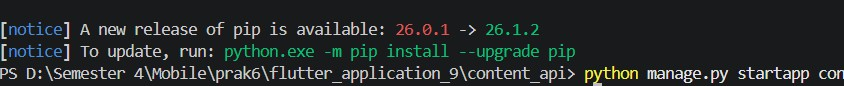 [notice] A new release of pip is available: 26.0.1 -> 26.1.2
[notice] To update, run: python.exe -m pip install --upgrade pip
PS D:\Semester 4\Mobile\prak6\flutter_application_9\content_api> python manage.py startapp con